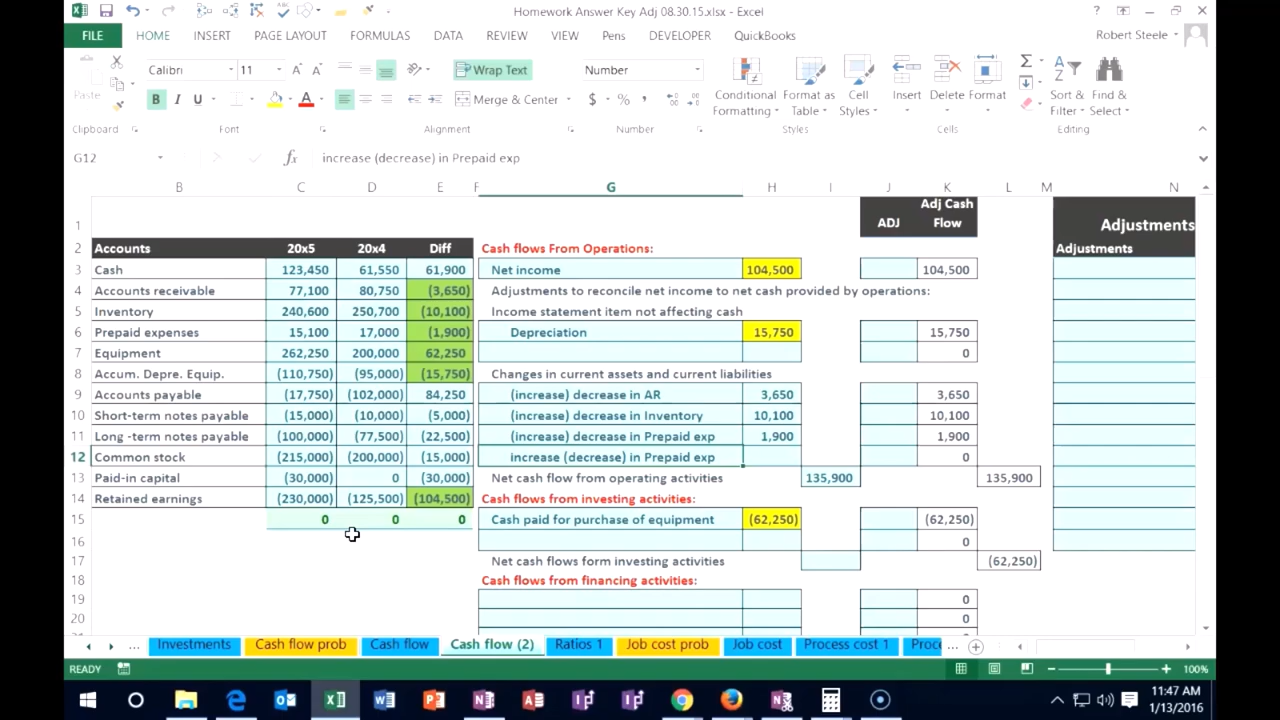 Homework Answer Key Adj 08.30.15.xlsx - Excel
FILE HOME INSERT PAGE LAYOUT FORMULAS DATA REVIEW VIEW Pens DEVELOPER QuickBooks Robert Steele
Calibri 11 Wrap Text Number
Paste B I U Merge & Center $ % Conditional Formatting Format as Table Cell Styles Insert Delete Format Sort & Filter Find & Select
Clipboard Font Alignment Number Styles Cells Editing
G12 fx increase (decrease) in Prepaid exp
B C D E F G H I J K L M N
1 ADJ Adj Cash Flow Adjustments
2 Accounts 20x5 20x4 Diff Cash flows From Operations: Adjustments
3 Cash 123,450 61,550 61,900 Net income 104,500 104,500
4 Accounts receivable 77,100 80,750 (3,650) Adjustments to reconcile net income to net cash provided by operations:
5 Inventory 240,600 250,700 (10,100) Income statement item not affecting cash
6 Prepaid expenses 15,100 17,000 (1,900) Depreciation 15,750 15,750
7 Equipment 262,250 200,000 62,250 0
8 Accum. Depre. Equip. (110,750) (95,000) (15,750) Changes in current assets and current liabilities
9 Accounts payable (17,750) (102,000) 84,250 (increase) decrease in AR 3,650 3,650
10 Short-term notes payable (15,000) (10,000) (5,000) (increase) decrease in Inventory 10,100 10,100
11 Long -term notes payable (100,000) (77,500) (22,500) (increase) decrease in Prepaid exp 1,900 1,900
12 Common stock (215,000) (200,000) (15,000) increase (decrease) in Prepaid exp 0
13 Paid-in capital (30,000) 0 (30,000) Net cash flow from operating activities 135,900 135,900
14 Retained earnings (230,000) (125,500) (104,500) Cash flows from investing activities:
15 0 0 0 Cash paid for purchase of equipment (62,250) (62,250)
16 0
17 Net cash flows form investing activities (62,250)
18 Cash flows from financing activities:
19 0
20 0
... Investments Cash flow prob Cash flow Cash flow (2) Ratios 1 Job cost prob Job cost Process cost 1 Proc ...
READY 100%
11:47 AM
1/13/2016